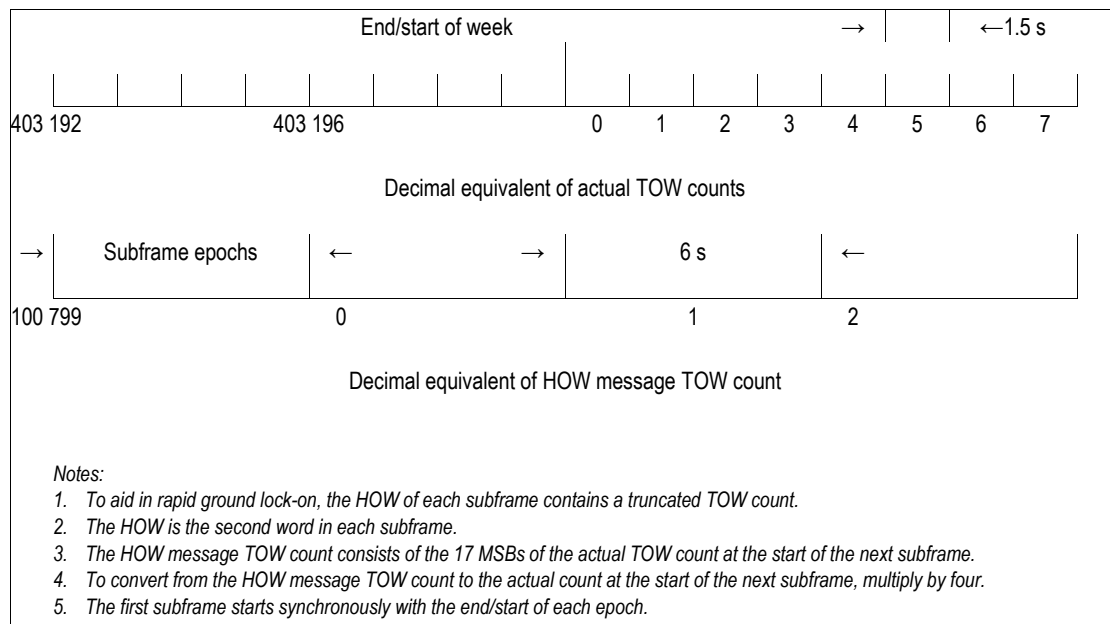 End/start of week → ←1.5 s
403 192 403 196 0 1 2 3 4 5 6 7
Decimal equivalent of actual TOW counts
→ Subframe epochs ← → 6 s ←
100 799 0 1 2
Decimal equivalent of HOW message TOW count
Notes:
1. To aid in rapid ground lock-on, the HOW of each subframe contains a truncated TOW count.
2. The HOW is the second word in each subframe.
3. The HOW message TOW count consists of the 17 MSBs of the actual TOW count at the start of the next subframe.
4. To convert from the HOW message TOW count to the actual count at the start of the next subframe, multiply by four.
5. The first subframe starts synchronously with the end/start of each epoch.